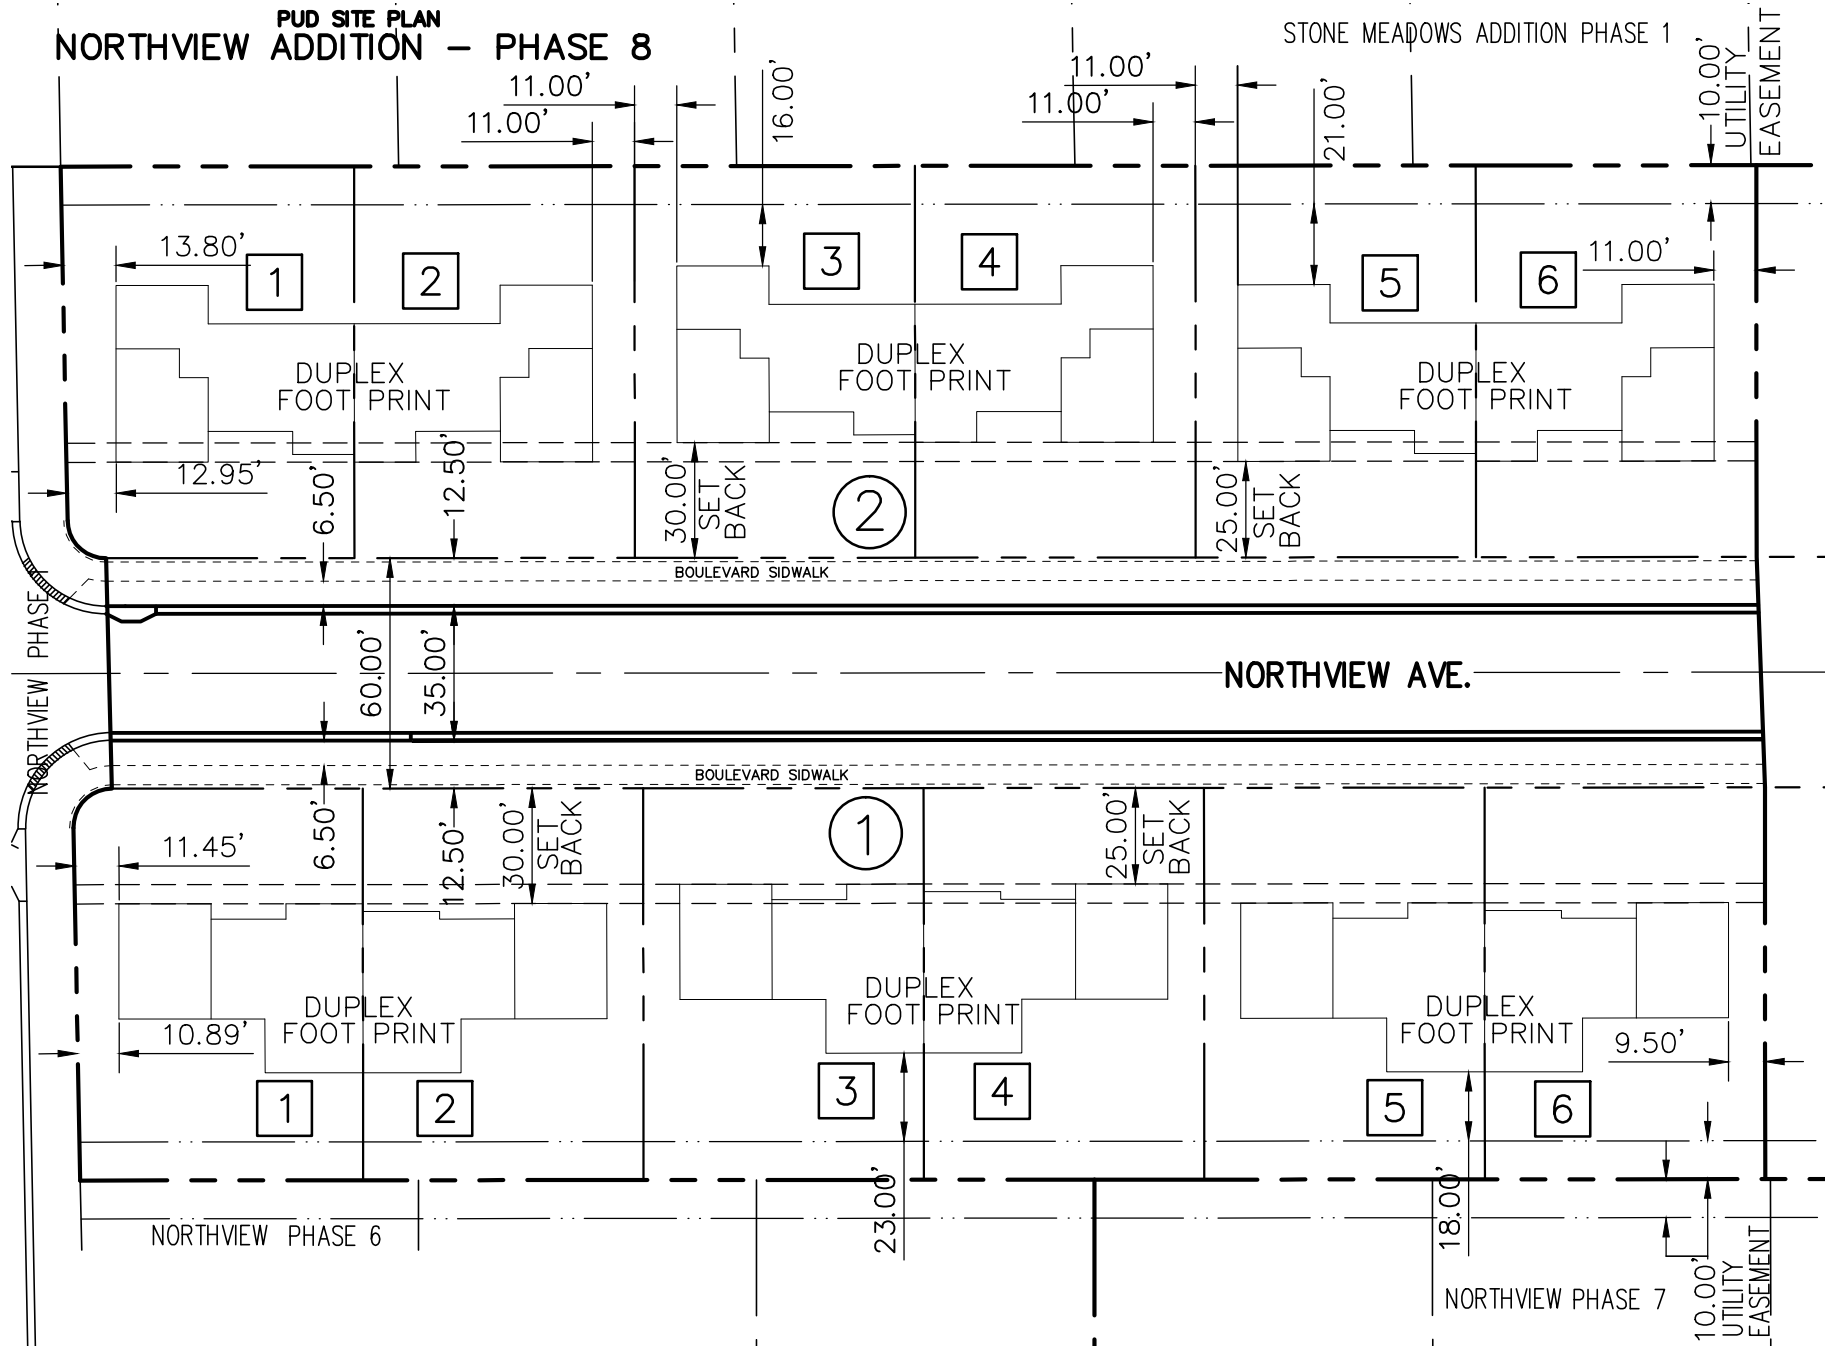 PUD SITE PLAN
NORTHVIEW ADDITION - PHASE 8
STONE MEADOWS ADDITION PHASE 1
10.00'
UTILITY
EASEMENT
11.00'
11.00'
16.00'
11.00'
11.00'
21.00'
13.80'
1
2
3
4
5
6
11.00'
DUPLEX
FOOT PRINT
DUPLEX
FOOT PRINT
DUPLEX
FOOT PRINT
12.95'
6.50'
12.50'
30.00'
SET
BACK
2
25.00'
SET
BACK
BOULEVARD SIDWALK
NORTHVIEW PHASE 1
60.00'
35.00'
NORTHVIEW AVE.
BOULEVARD SIDWALK
11.45'
6.50'
12.50'
30.00'
SET
BACK
1
25.00'
SET
BACK
DUPLEX
FOOT PRINT
DUPLEX
FOOT PRINT
DUPLEX
FOOT PRINT
10.89'
9.50'
1
2
3
4
5
6
23.00'
18.00'
NORTHVIEW PHASE 6
NORTHVIEW PHASE 7
10.00'
UTILITY
EASEMENT